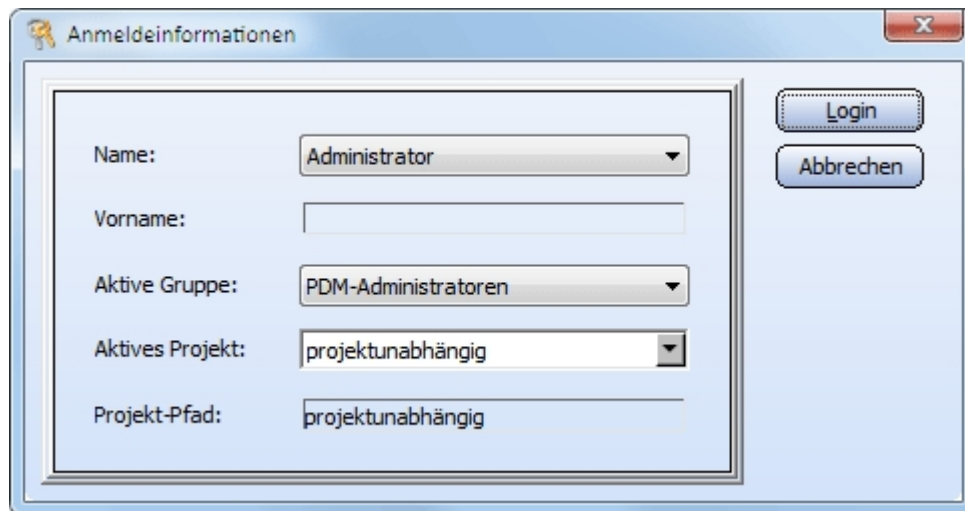 Anmeldeinformationen
Name: Administrator
Login
Abbrechen
Vorname:
Aktive Gruppe: PDM-Administratoren
Aktives Projekt: projektunabhängig
Projekt-Pfad: projektunabhängig